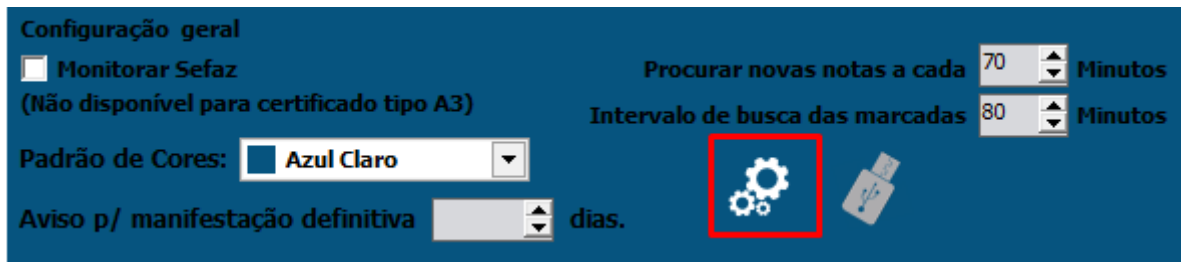 Configuração geral
Monitorar Sefaz
Procurar novas notas a cada 70 Minutos
(Não disponível para certificado tipo A3)
Intervalo de busca das marcadas 80 Minutos
Padrão de Cores: Azul Claro
Aviso p/ manifestação definitiva dias.